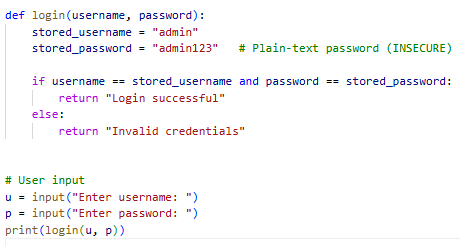 def login(username, password):
    stored_username = "admin"
    stored_password = "admin123"   # Plain-text password (INSECURE)

    if username == stored_username and password == stored_password:
        return "Login successful"
    else:
        return "Invalid credentials"


# User input
u = input("Enter username: ")
p = input("Enter password: ")
print(login(u, p))